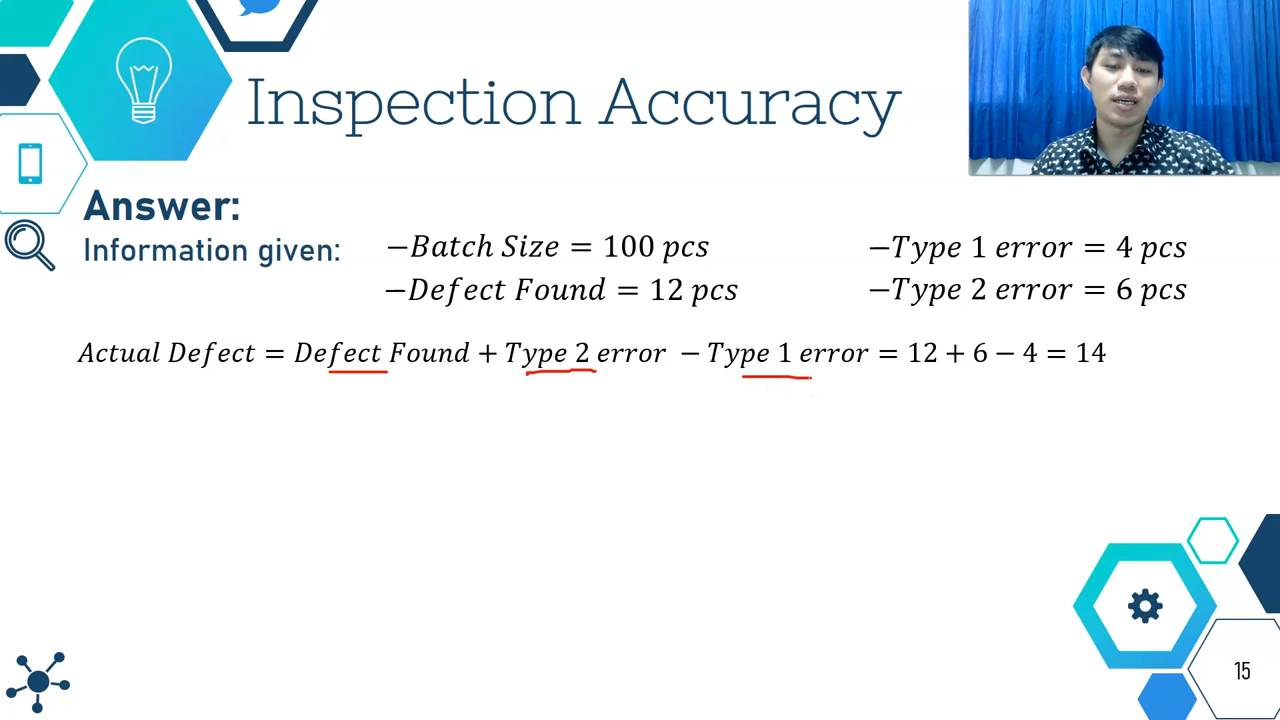 Inspection Accuracy
Answer:
Information given:
−Batch Size = 100 pcs
−Defect Found = 12 pcs
−Type 1 error = 4 pcs
−Type 2 error = 6 pcs
Actual Defect = Defect Found + Type 2 error − Type 1 error = 12 + 6 − 4 = 14
15